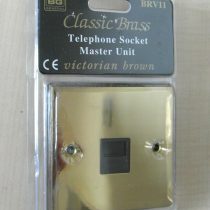 BG
BRV11
Classic Brass
Telephone Socket
Master Unit
CE
victorian brown